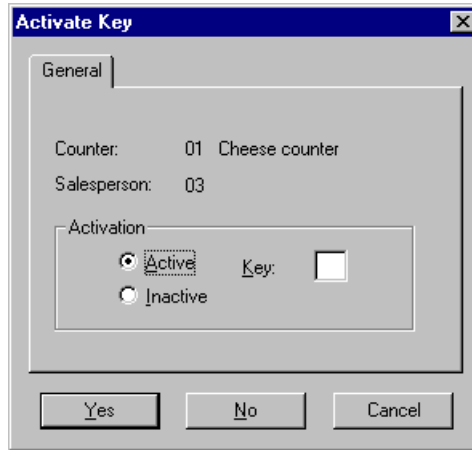 Activate Key
General
Counter: 01 Cheese counter
Salesperson: 03
Activation
Active Key:
Inactive
Yes No Cancel